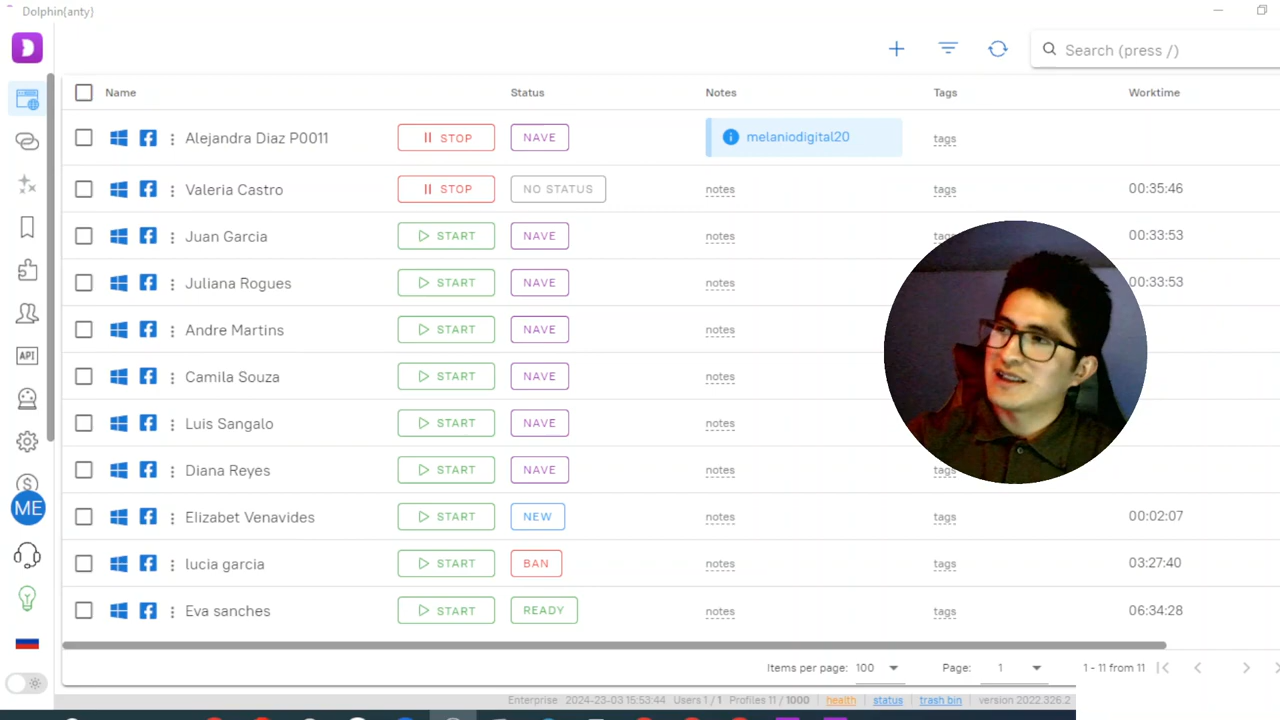 Dolphin{anty}
Search (press /)
Name Status Notes Tags Worktime
Alejandra Diaz P0011 STOP NAVE melaniodigital20 tags
Valeria Castro STOP NO STATUS notes tags 00:35:46
Juan Garcia START NAVE notes tags 00:33:53
Juliana Rogues START NAVE notes 00:33:53
Andre Martins START NAVE notes
Camila Souza START NAVE notes
Luis Sangalo START NAVE notes
Diana Reyes START NAVE notes tags
Elizabet Venavides START NEW notes tags 00:02:07
lucia garcia START BAN notes tags 03:27:40
Eva sanches START READY notes tags 06:34:28
API
ME
Items per page: 100 Page: 1 1 - 11 from 11
Enterprise 2024-23-03 15:53:44 Users 1 / 1 Profiles 11 / 1000 health status trash bin version 2022.326.2